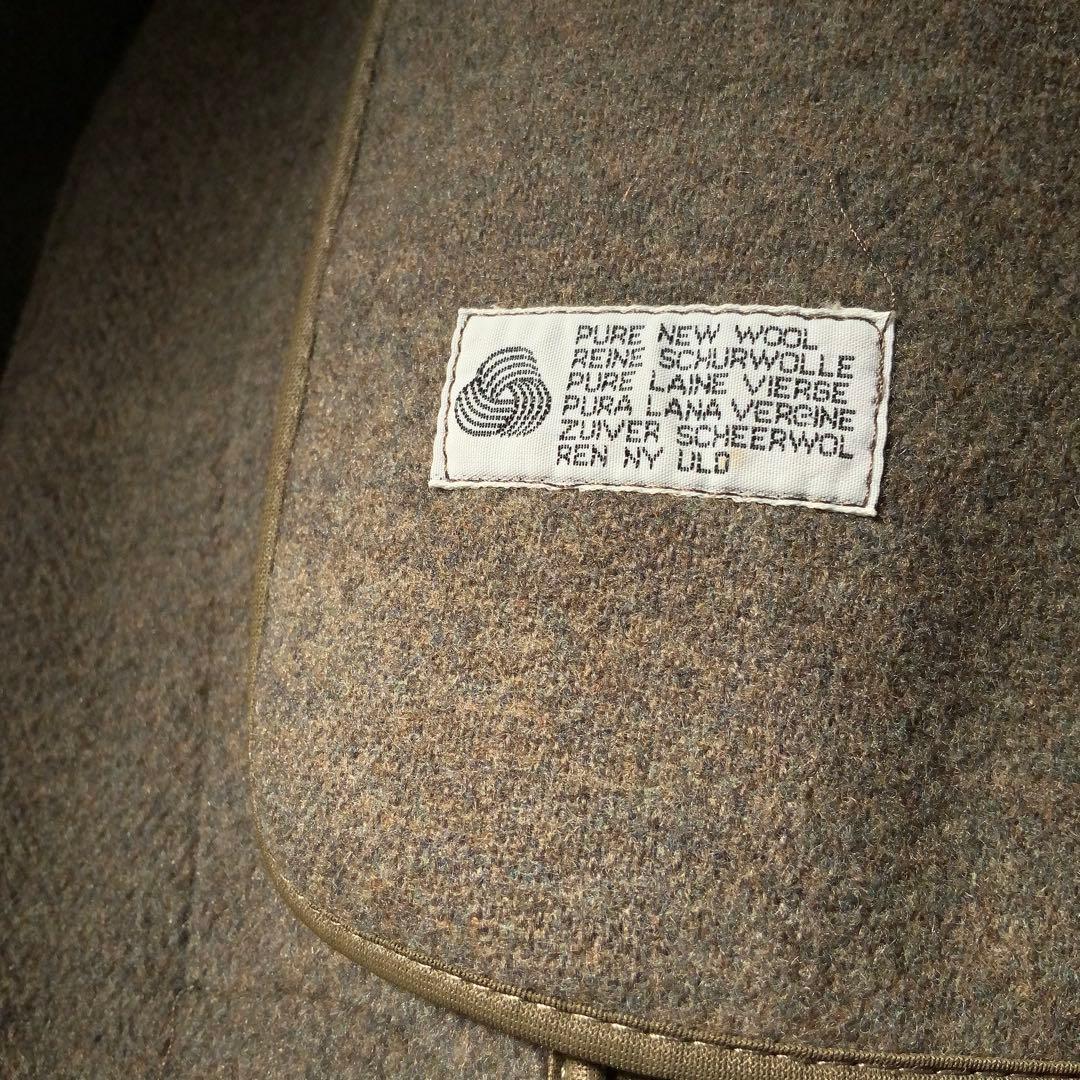 PURE NEW WOOL
REINE SCHURWOLLE
PURE LAINE VIERGE
PURA LANA VERGINE
ZUIVER SCHEERWOL
REN NY ULD